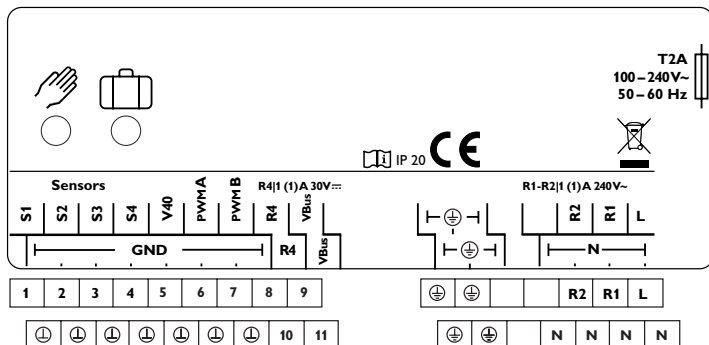 T2A
100 – 240 V~
50 – 60 Hz
i IP 20 CE
Sensors R4|1 (1) A 30V⎓ R1-R2|1 (1) A 240V~
S1 S2 S3 S4 V40 PWM A PWM B R4 VBus R2 R1 L
GND R4 VBus N
1 2 3 4 5 6 7 8 9 R2 R1 L
10 11 N N N N